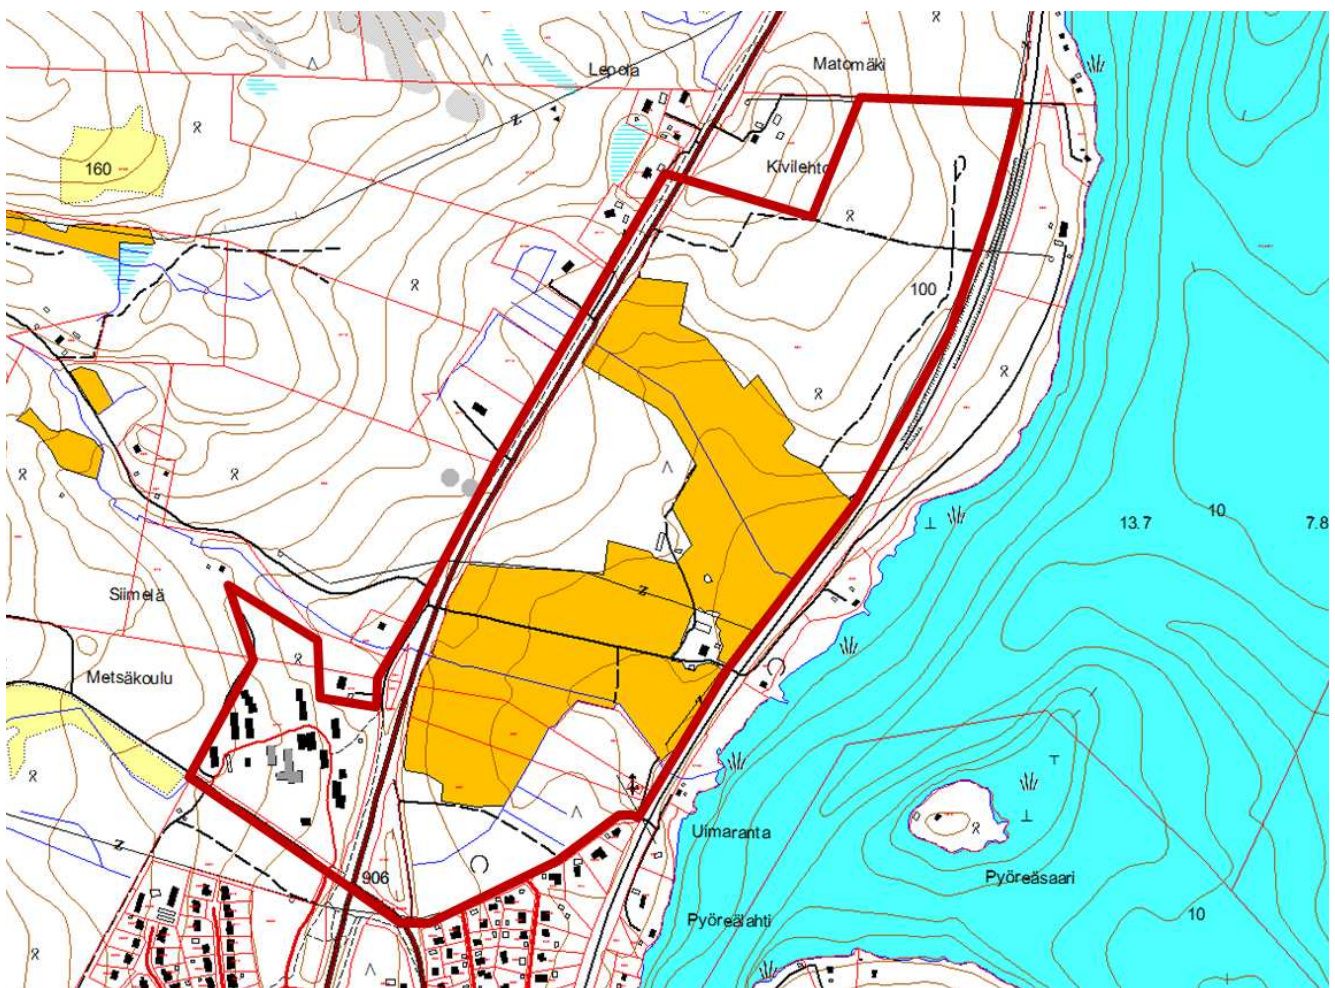 Lepola
Matomäki
160
Kivilehto
100
13.7
10
7.8
Siimelä
Metsäkoulu
Uimaranta
906
Pyöreäsaari
Pyöreälahti
10